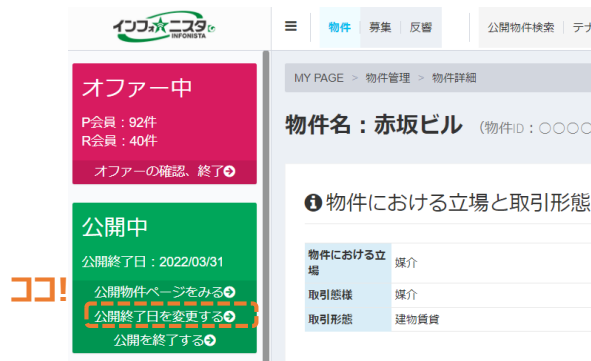 インフォニスタ
INFONISTA
物件 募集 反響 公開物件検索 テナ
オファー中
P会員：92件
R会員：40件
オファーの確認、終了
MY PAGE > 物件管理 > 物件詳細
物件名：赤坂ビル （物件ID：○○○○
物件における立場と取引形態
公開中
公開終了日：2022/03/31
公開物件ページをみる
ココ!
公開終了日を変更する
公開を終了する
物件における立
場
媒介
取引態様 媒介
取引形態 建物賃貸